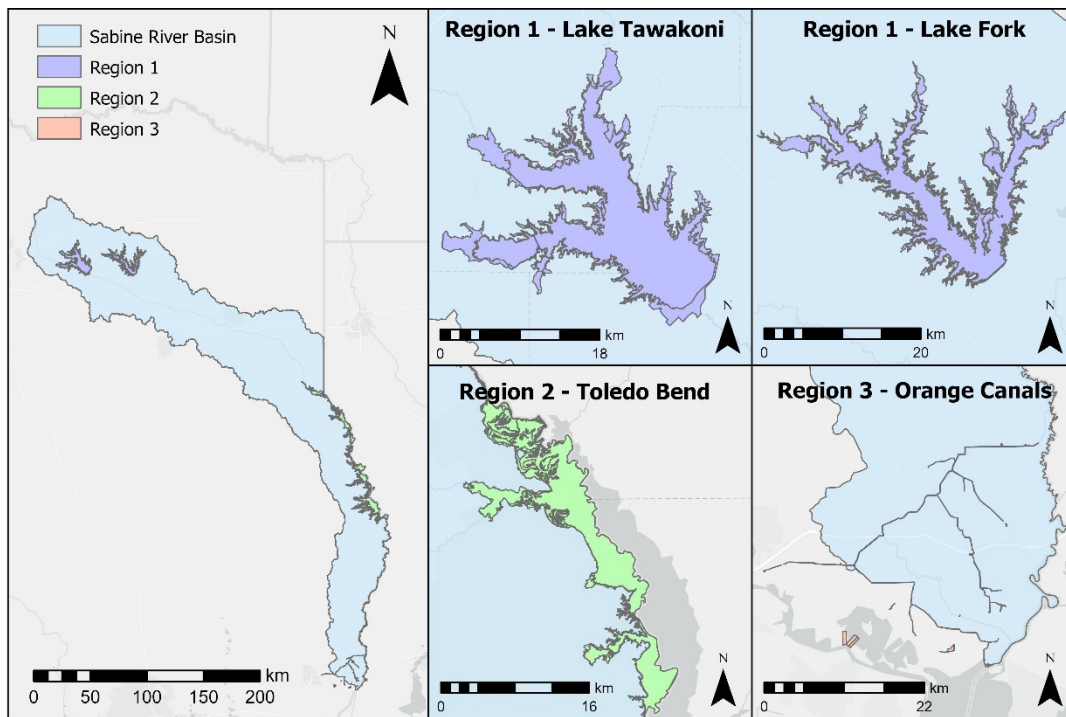 Sabine River Basin
Region 1
Region 2
Region 3
N
km
0 50 100 150 200
Region 1 - Lake Tawakoni
N
km
0 18
Region 1 - Lake Fork
N
km
0 20
Region 2 - Toledo Bend
N
km
0 16
Region 3 - Orange Canals
N
km
0 22